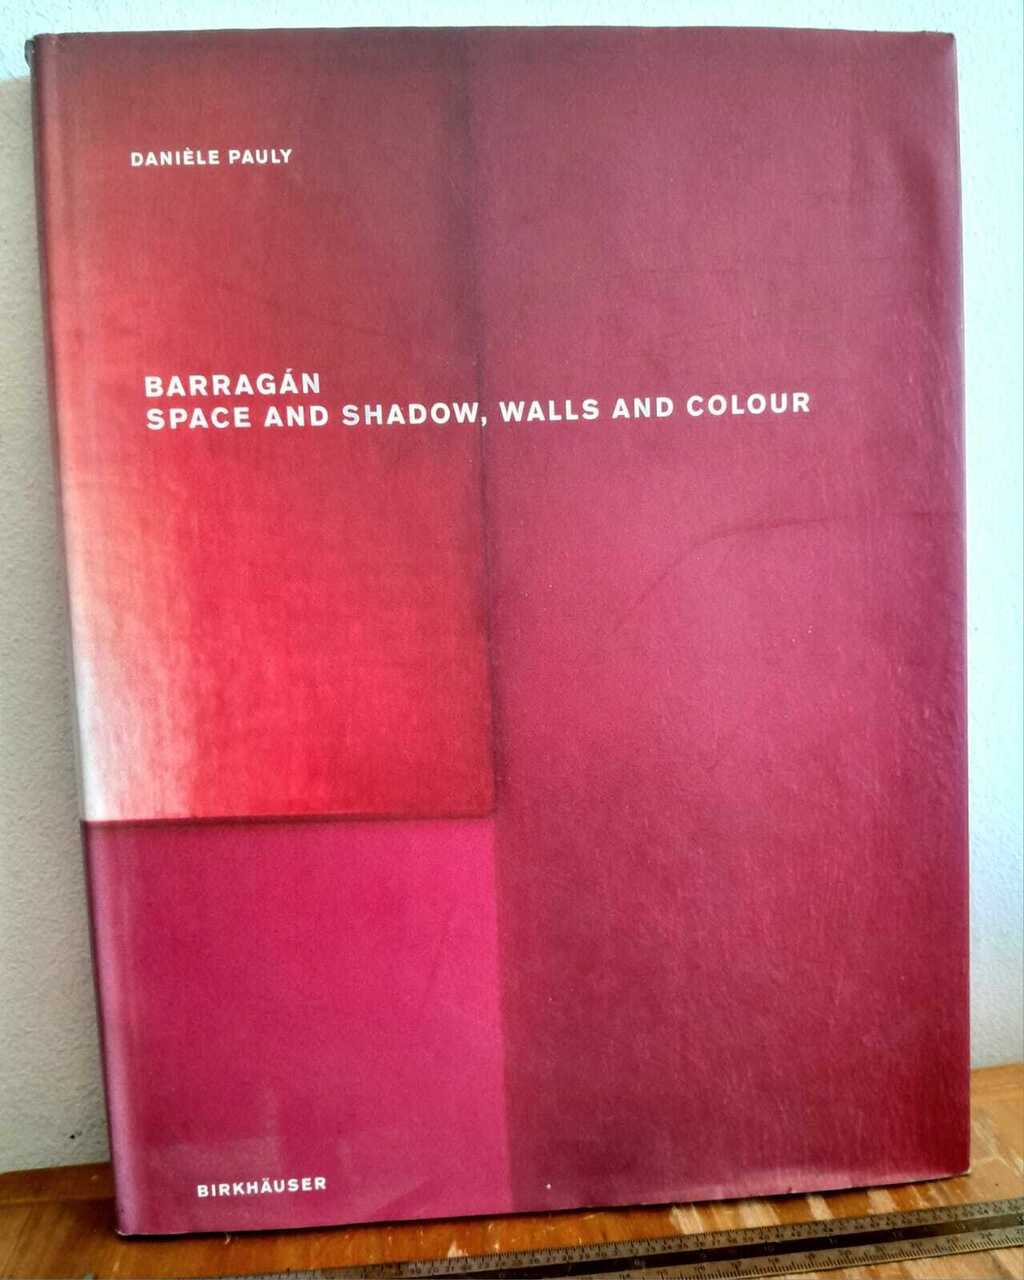 DANIÈLE PAULY
BARRAGÁN
SPACE AND SHADOW, WALLS AND COLOUR
BIRKHÄUSER